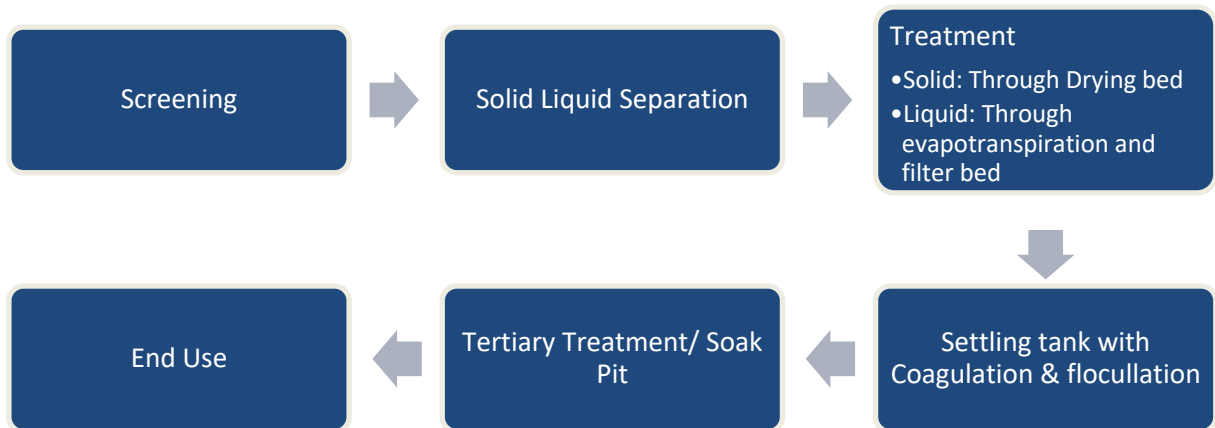 Screening
Solid Liquid Separation
Treatment
•Solid: Through Drying bed
•Liquid: Through
evapotranspiration and
filter bed
Settling tank with
Coagulation & flocullation
Tertiary Treatment/ Soak
Pit
End Use